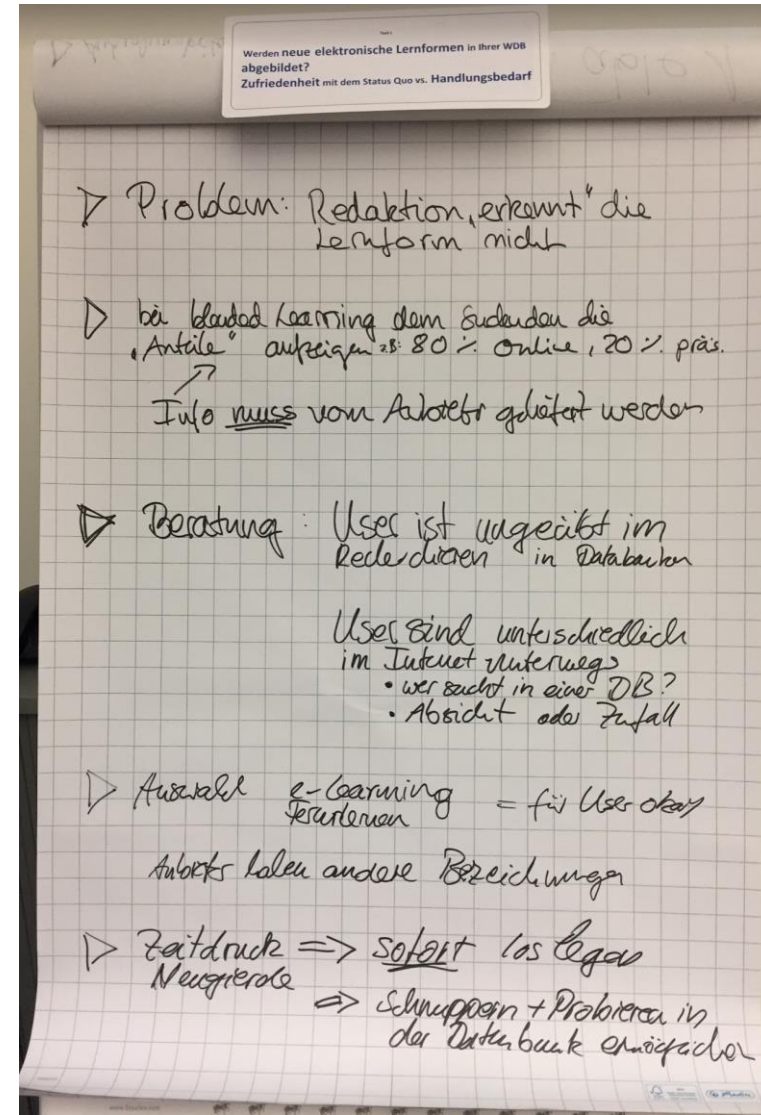 Werden neue elektronische Lernformen in Ihrer WDB
abgebildet?
Zufriedenheit mit dem Status Quo vs. Handlungsbedarf
Problem: Redaktion „erkennt“ die
Lernform nicht
bei blended Learning dem Suchenden die
„Anteile“ aufzeigen z.B. 80 % online, 20 % präs.
Info muss vom Anbieter geliefert werden
Beratung: User ist ungeübt im
Recherchieren in Datenbanken
User sind unterschiedlich
im Internet unterwegs
• wer sucht in einer DB?
• Absicht oder Zufall
Auswahl e-Learning = für User okay
Fernlernen
Anbieter haben andere Bezeichnungen
Zeitdruck => sofort los legen
Neugierde
=> Schnuppern + Probieren in
der Datenbank ermöglichen